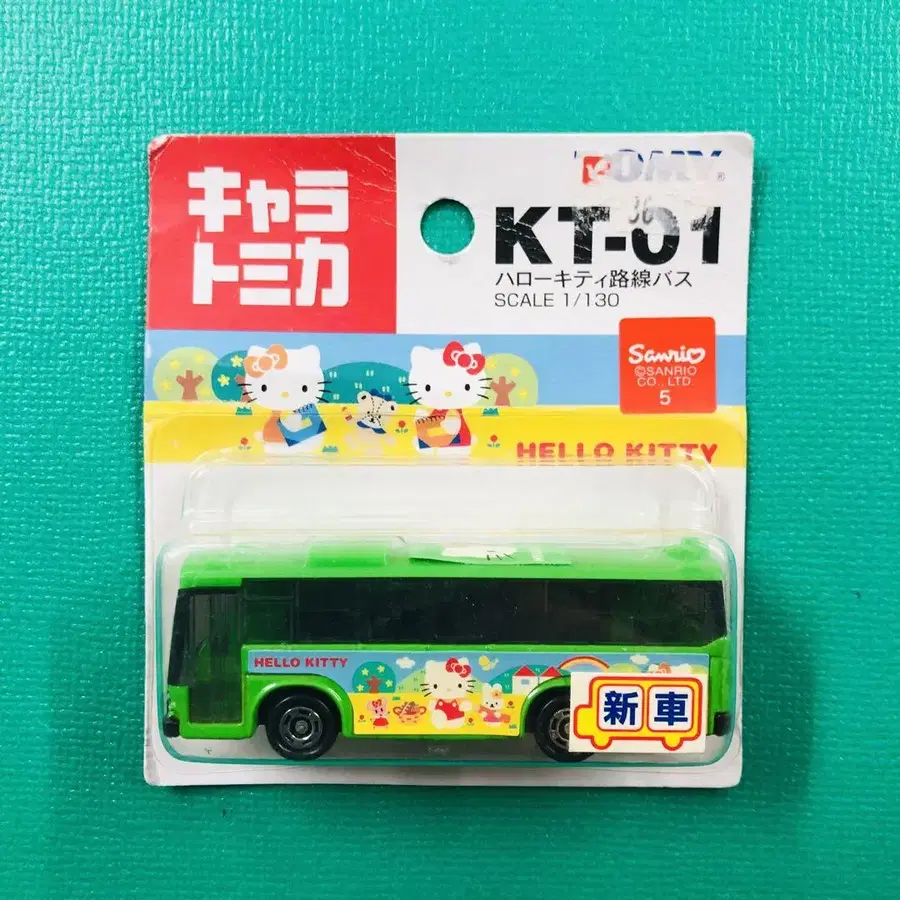 キャラ
トミカ
TOMY
KT-01
ハローキティ路線バス
SCALE 1/130
Sanrio
©SANRIO
CO., LTD.
5
HELLO KITTY
HELLO KITTY
新車